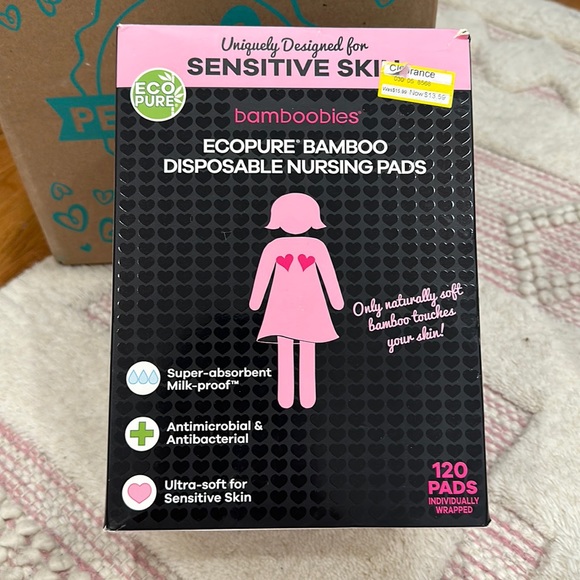 Uniquely Designed for
SENSITIVE SKIN
Clearance
ECO
PURE
bamboobies®
ECOPURE® BAMBOO
DISPOSABLE NURSING PADS
Only naturally soft
bamboo touches
your skin!
Super-absorbent
Milk-proof™
Antimicrobial &
Antibacterial
Ultra-soft for
Sensitive Skin
120
PADS
INDIVIDUALLY
WRAPPED